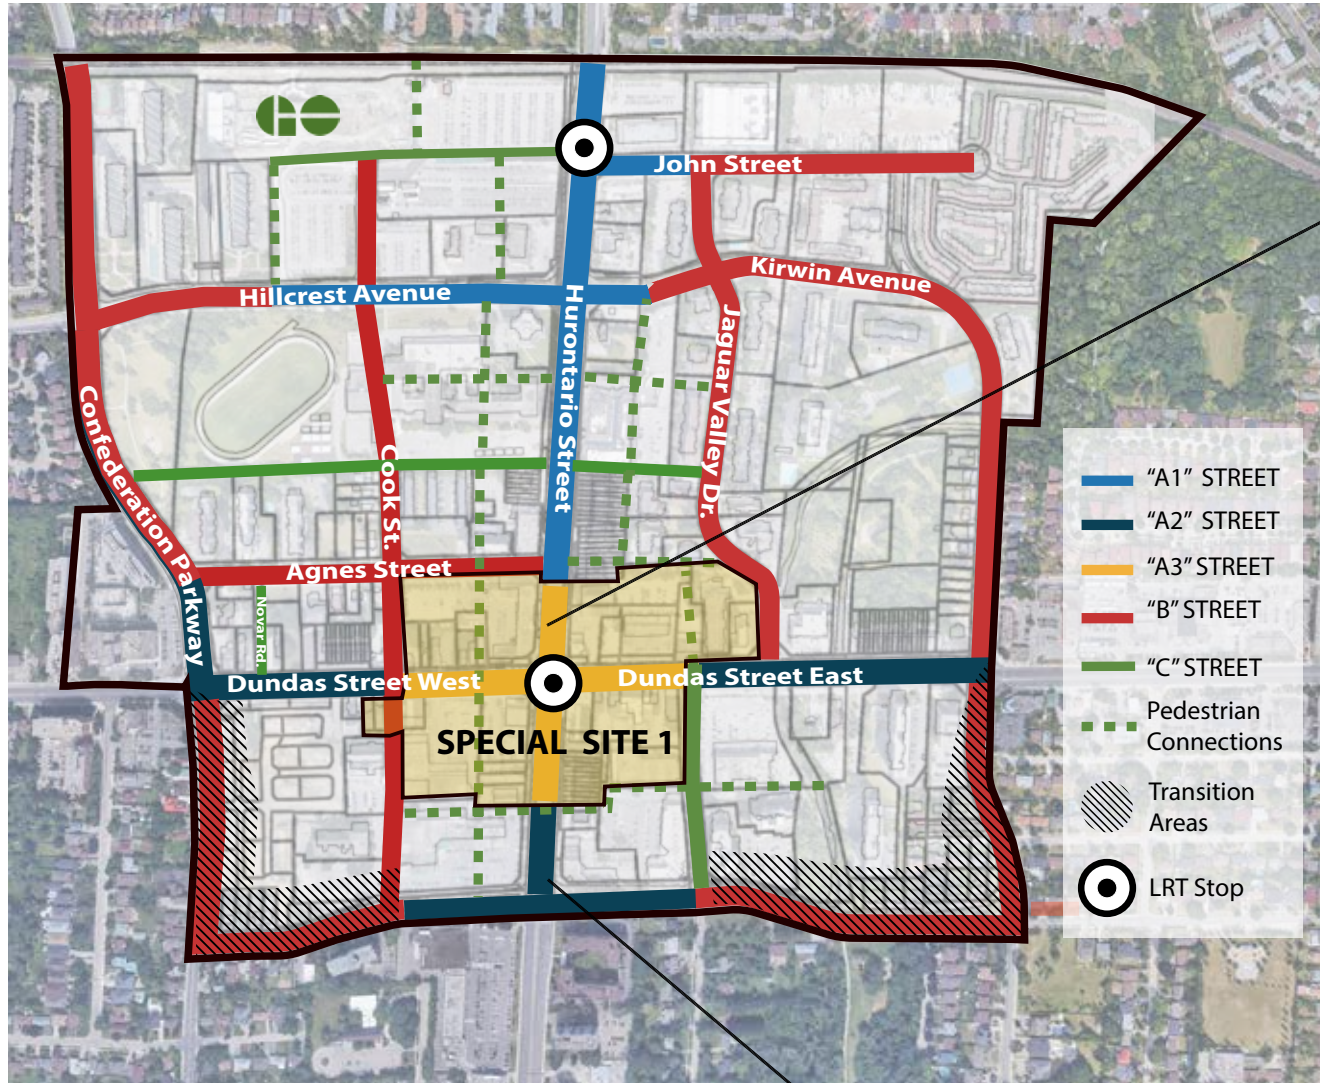 GO
John Street
Kirwin Avenue
Hillcrest Avenue
Hurontario Street
Jaguar Valley Dr.
Confederation Parkway
Cook St.
Agnes Street
Novar Rd.
Dundas Street West
Dundas Street East
SPECIAL SITE 1
"A1" STREET
"A2" STREET
"A3" STREET
"B" STREET
"C" STREET
Pedestrian
Connections
Transition
Areas
LRT Stop